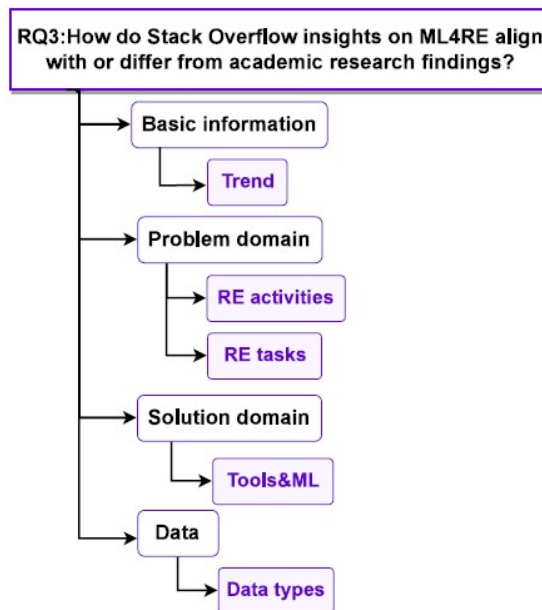 RQ3:How do Stack Overflow insights on ML4RE align
with or differ from academic research findings?
Basic information
Trend
Problem domain
RE activities
RE tasks
Solution domain
Tools&ML
Data
Data types